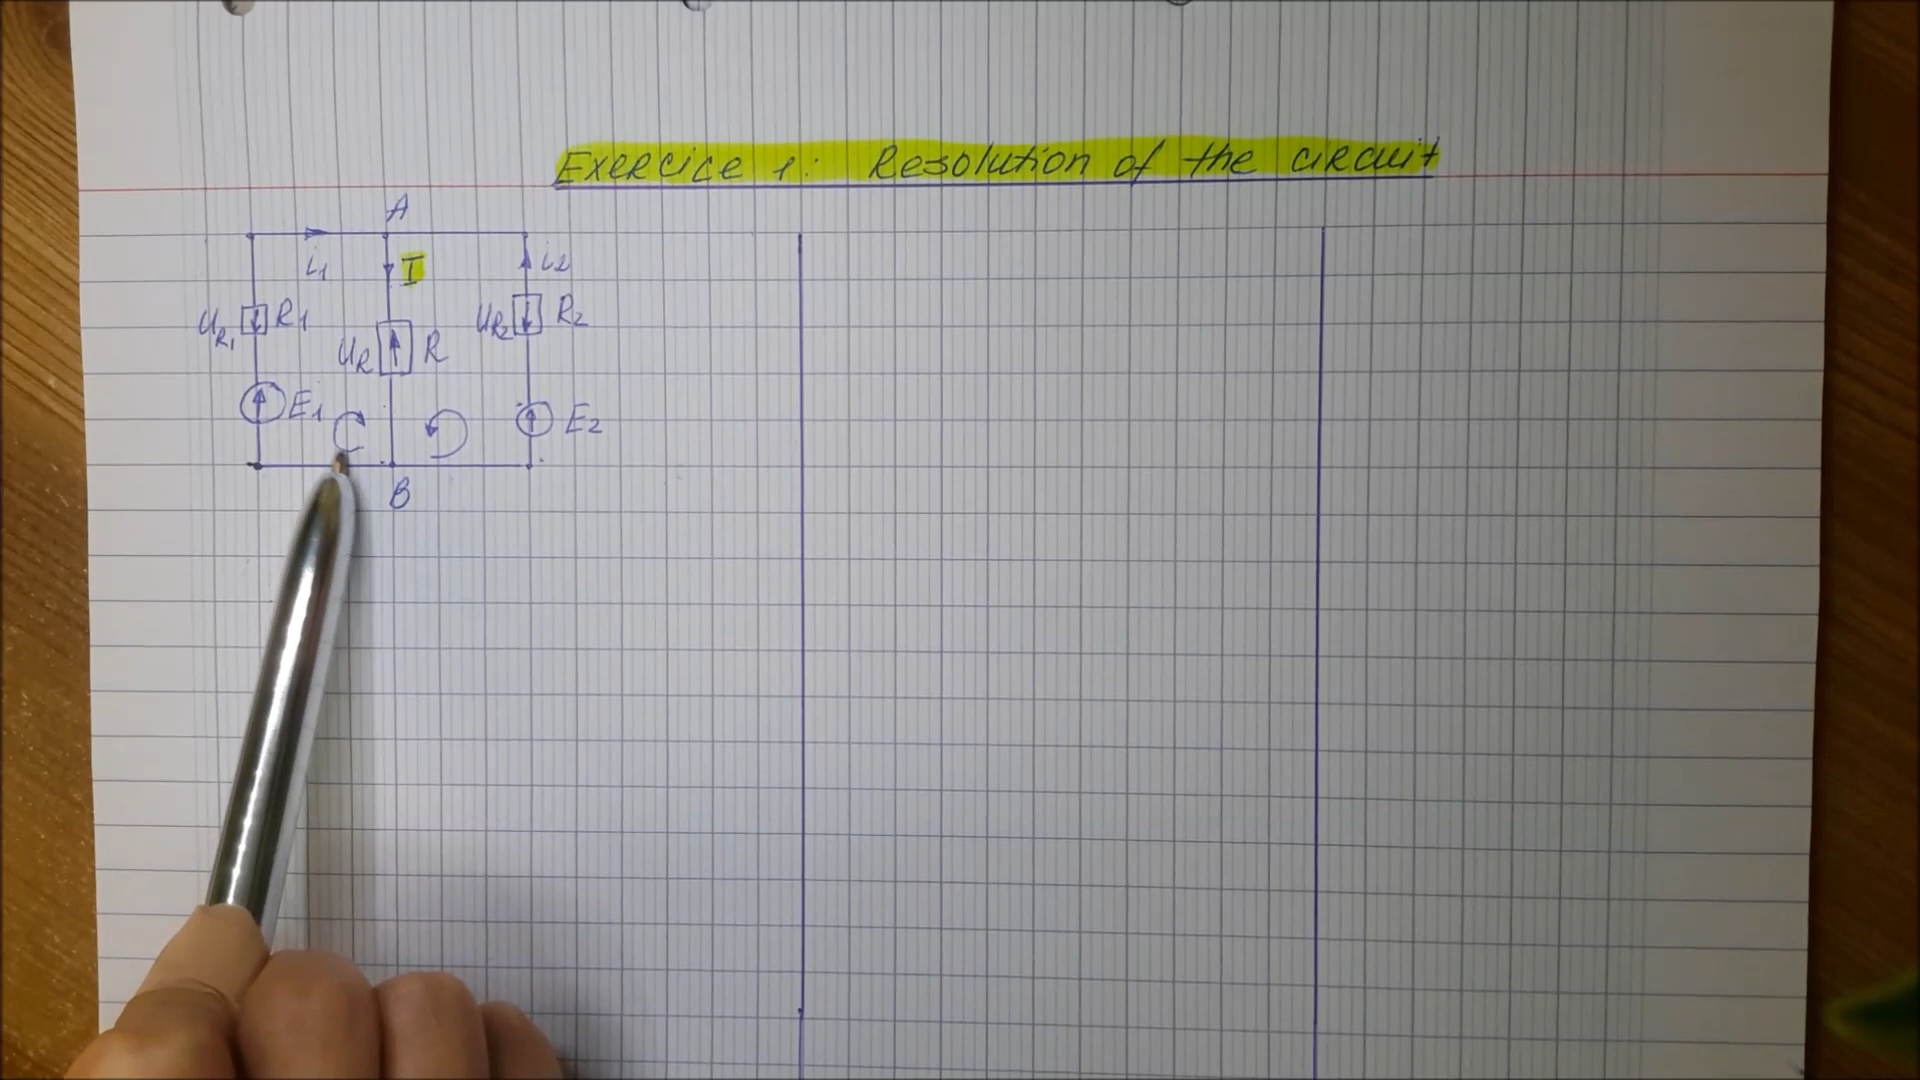 Exercice 1: Resolution of the circuit
A
i1 I i2
UR1 R1 UR R UR2 R2
E1 E2
B